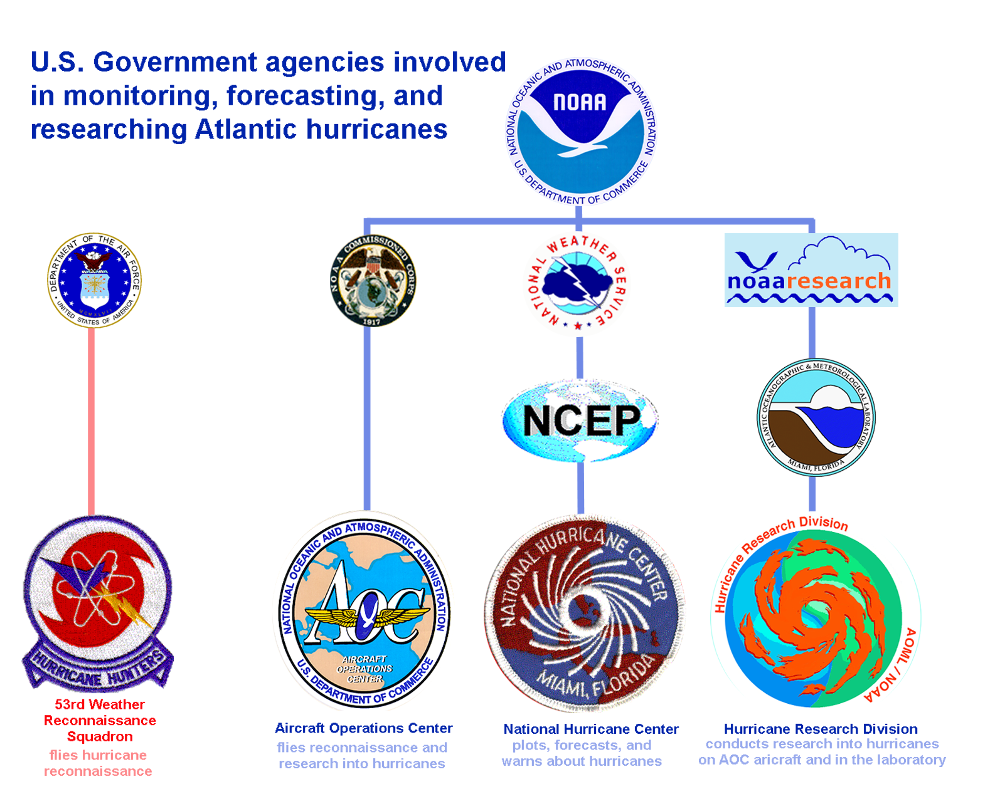 U.S. Government agencies involved
in monitoring, forecasting, and
researching Atlantic hurricanes
NATIONAL OCEANIC AND ATMOSPHERIC ADMINISTRATION
NOAA
U.S. DEPARTMENT OF COMMERCE
DEPARTMENT OF THE AIR FORCE
MCMXLVII
UNITED STATES OF AMERICA
NOAA COMMISSIONED CORPS
1917
NATIONAL WEATHER SERVICE
noaaresearch
NCEP
ATLANTIC OCEANOGRAPHIC & METEOROLOGICAL LABORATORY
MIAMI, FLORIDA
HURRICANE HUNTERS
NATIONAL OCEANIC AND ATMOSPHERIC ADMINISTRATION
AOC
AIRCRAFT
OPERATIONS
CENTER
U.S. DEPARTMENT OF COMMERCE
NATIONAL HURRICANE CENTER
MIAMI, FLORIDA
Hurricane Research Division
AOML / NOAA
53rd Weather
Reconnaissance
Squadron
flies hurricane
reconnaissance
Aircraft Operations Center
flies reconnaissance and
research into hurricanes
National Hurricane Center
plots, forecasts, and
warns about hurricanes
Hurricane Research Division
conducts research into hurricanes
on AOC aricraft and in the laboratory